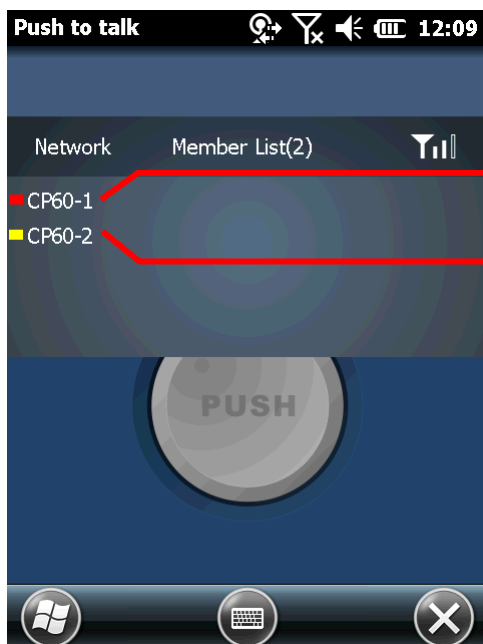 Push to talk 12:09
Network Member List(2)
CP60-1
CP60-2
PUSH